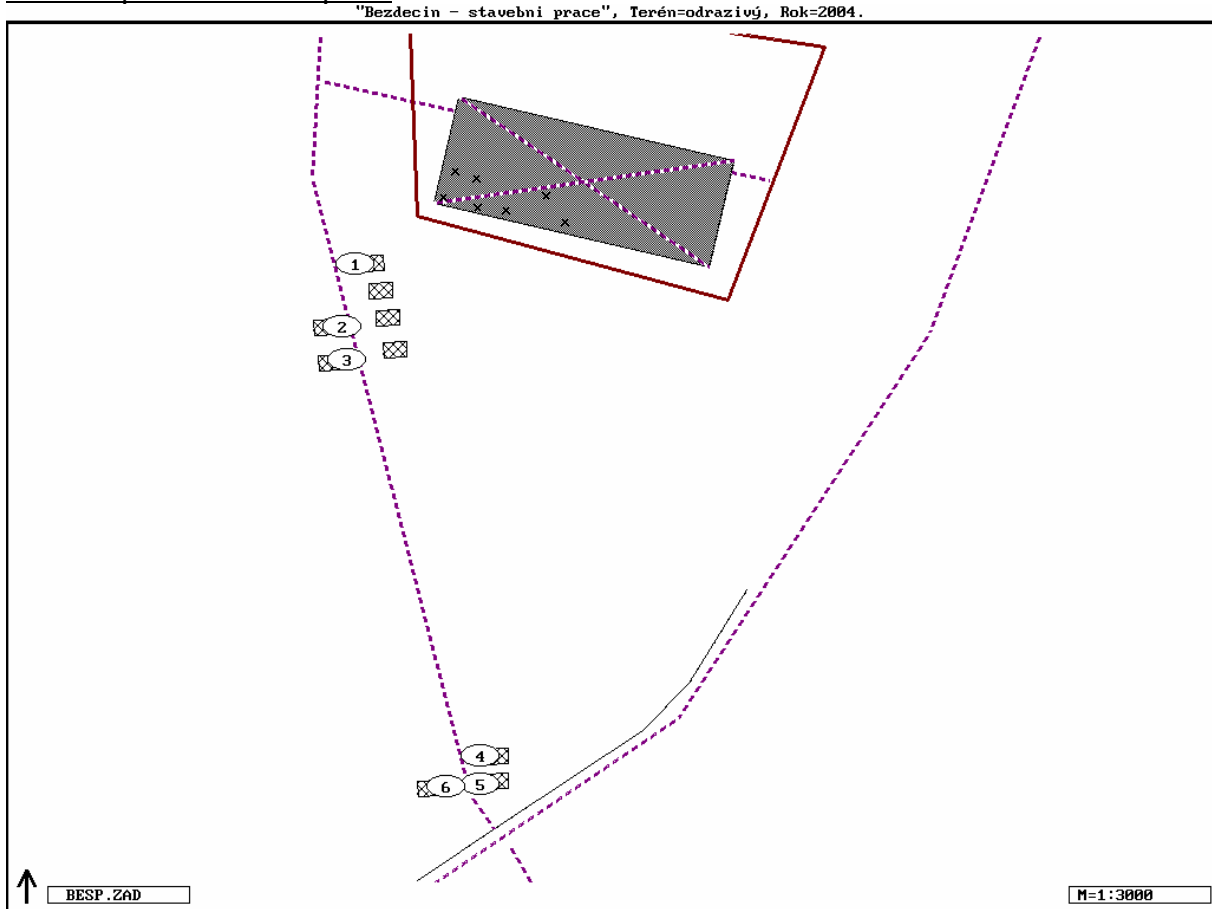 "Bezdecin - stavebni prace", Terén=odrazivý, Rok=2004.
1
2
3
4
5
6
BESP.ZAD
M=1:3000